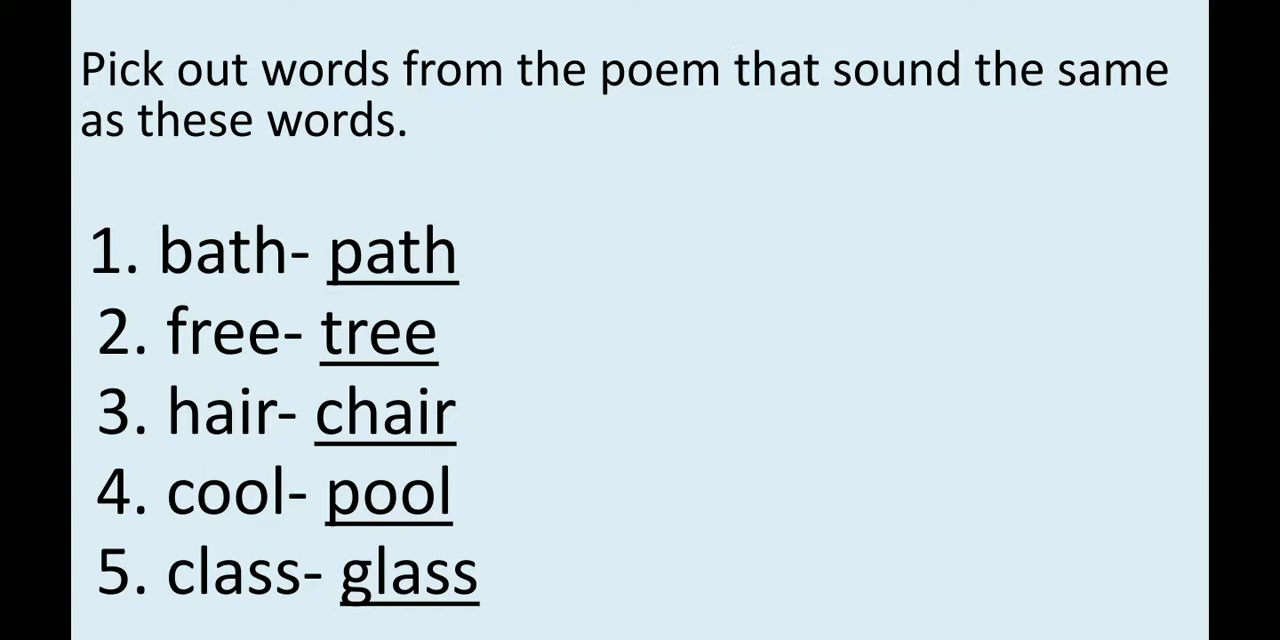 Pick out words from the poem that sound the same
as these words.
1. bath- path
2. free- tree
3. hair- chair
4. cool- pool
5. class- glass